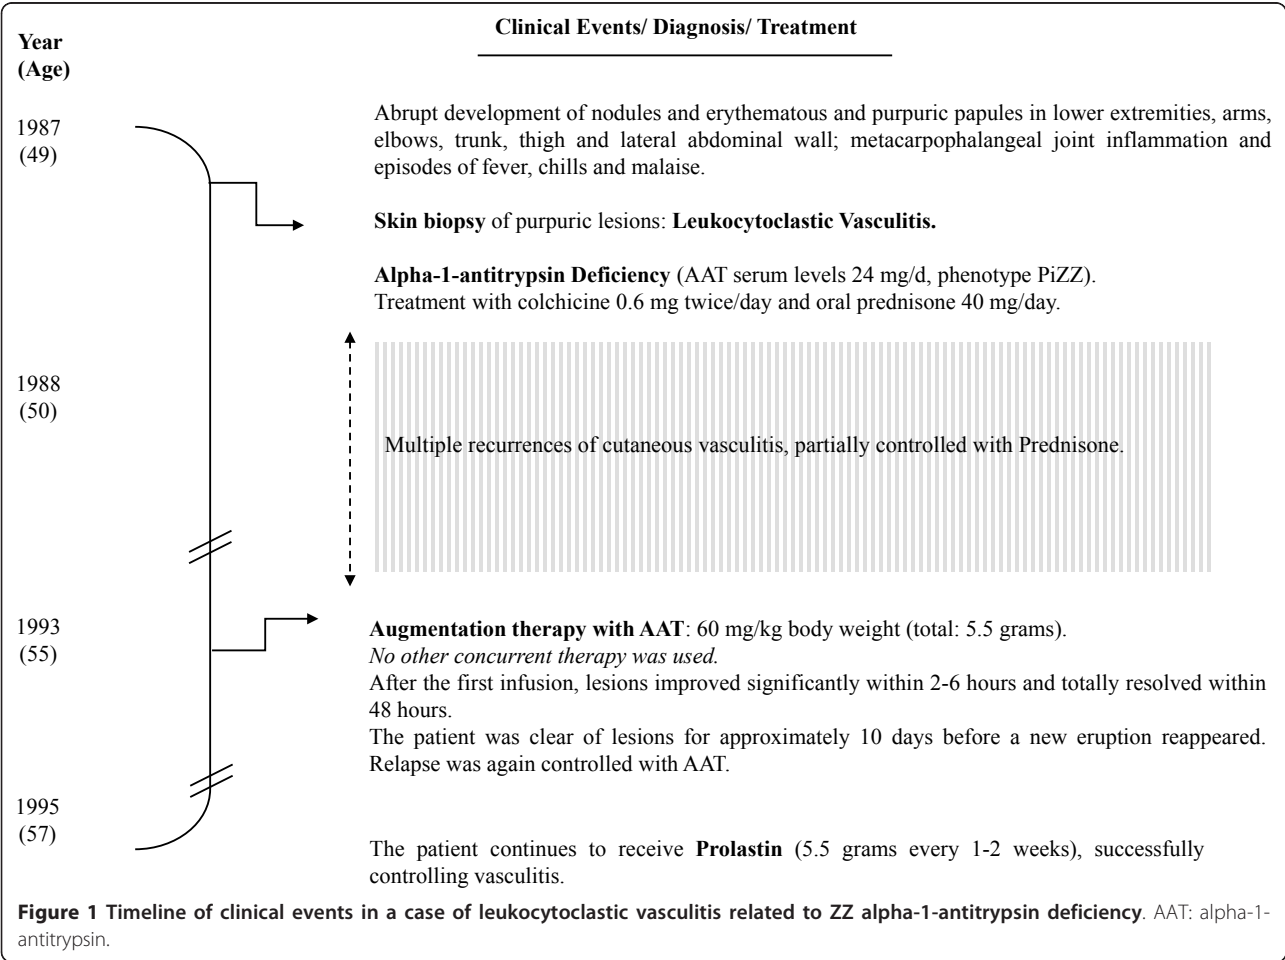 Clinical Events/ Diagnosis/ Treatment
Year
(Age)
1987
(49)
Abrupt development of nodules and erythematous and purpuric papules in lower extremities, arms,
elbows, trunk, thigh and lateral abdominal wall; metacarpophalangeal joint inflammation and
episodes of fever, chills and malaise.
Skin biopsy of purpuric lesions: Leukocytoclastic Vasculitis.
Alpha-1-antitrypsin Deficiency (AAT serum levels 24 mg/d, phenotype PiZZ).
Treatment with colchicine 0.6 mg twice/day and oral prednisone 40 mg/day.
1988
(50)
Multiple recurrences of cutaneous vasculitis, partially controlled with Prednisone.
1993
(55)
Augmentation therapy with AAT: 60 mg/kg body weight (total: 5.5 grams).
No other concurrent therapy was used.
After the first infusion, lesions improved significantly within 2-6 hours and totally resolved within
48 hours.
The patient was clear of lesions for approximately 10 days before a new eruption reappeared.
Relapse was again controlled with AAT.
1995
(57)
The patient continues to receive Prolastin (5.5 grams every 1-2 weeks), successfully
controlling vasculitis.
Figure 1 Timeline of clinical events in a case of leukocytoclastic vasculitis related to ZZ alpha-1-antitrypsin deficiency. AAT: alpha-1-
antitrypsin.